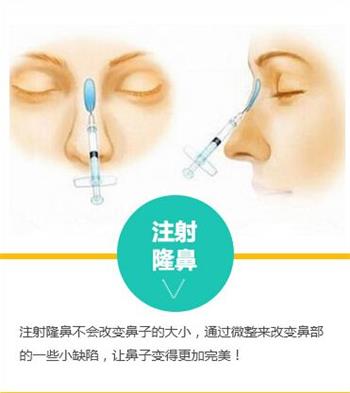 注射
隆鼻
注射隆鼻不会改变鼻子的大小，通过微整来改变鼻部
的一些小缺陷，让鼻子变得更加完美！